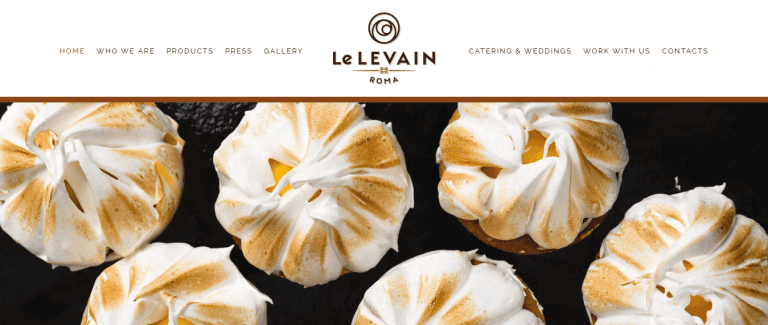 HOME WHO WE ARE PRODUCTS PRESS GALLERY
Le LEVAIN
ROMA
CATERING & WEDDINGS WORK WITH US CONTACTS